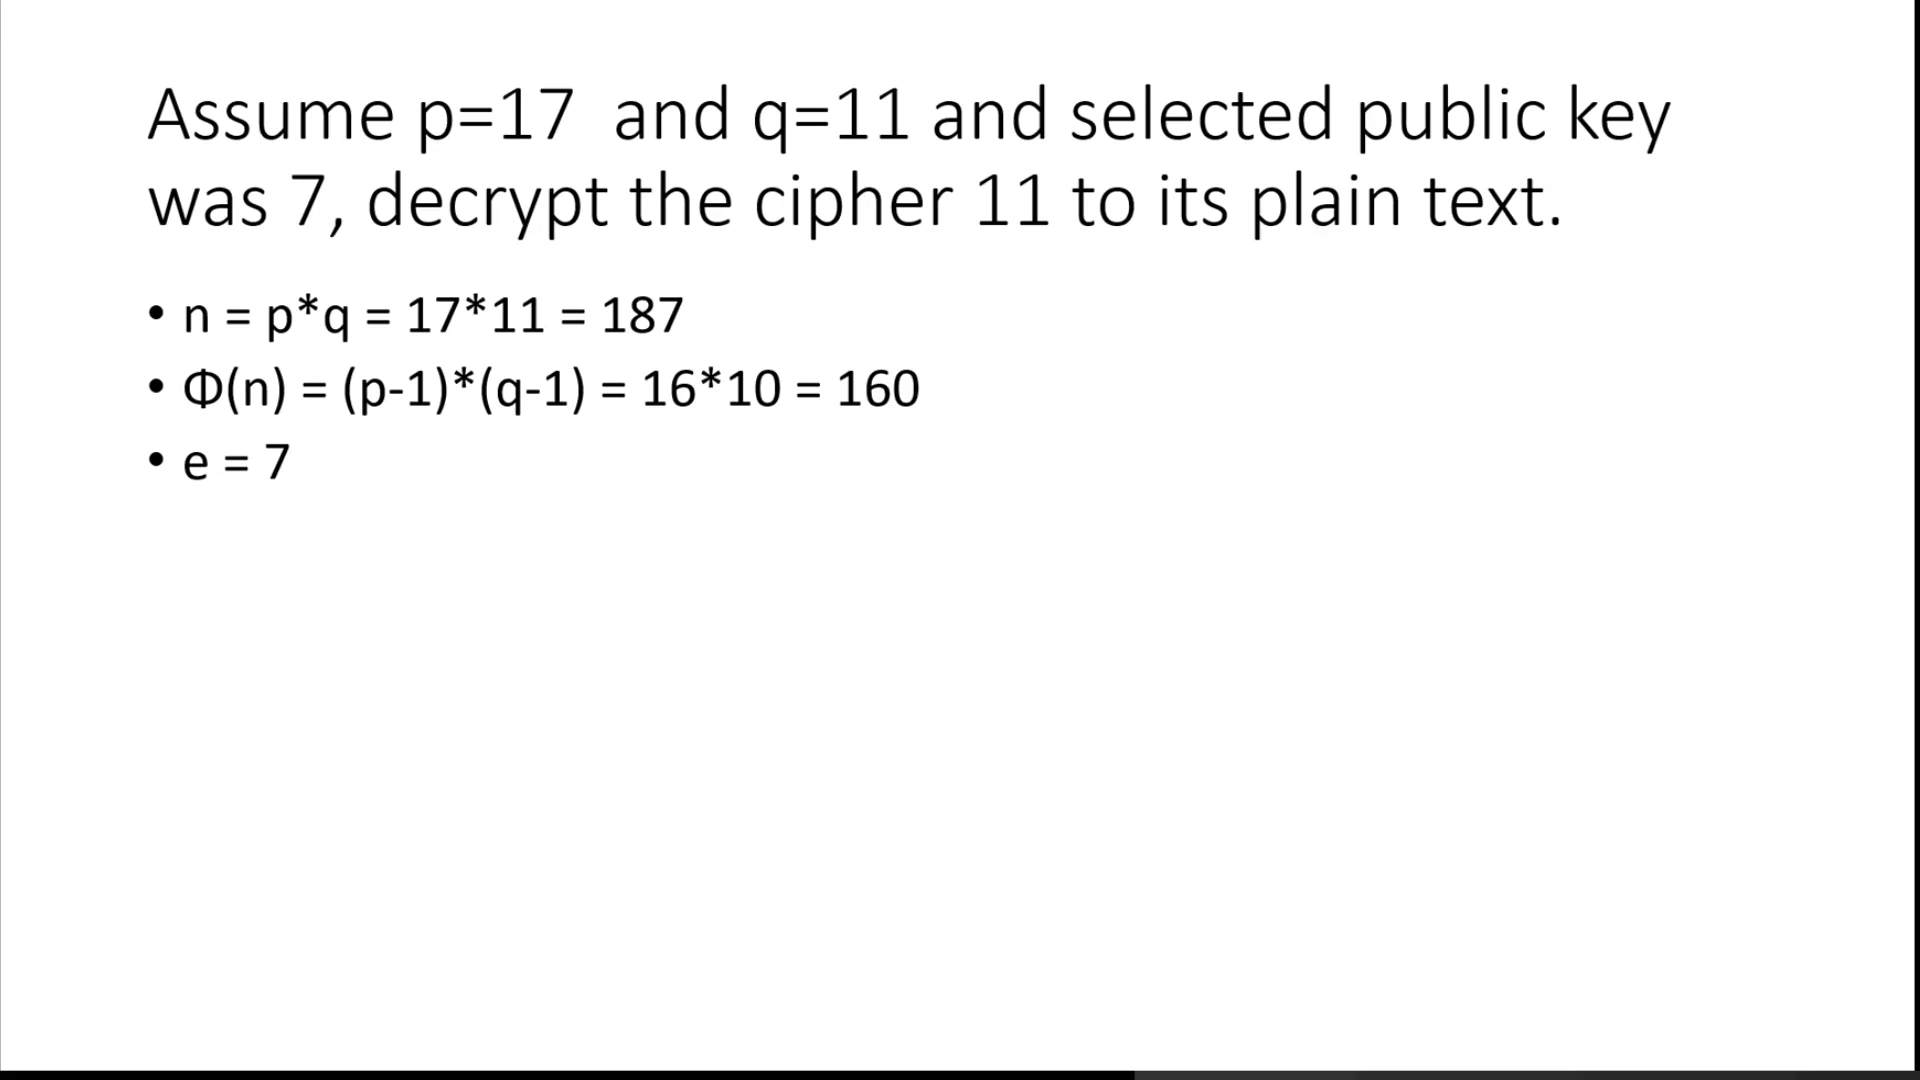 Assume p=17  and q=11 and selected public key
was 7, decrypt the cipher 11 to its plain text.
• n = p*q = 17*11 = 187
• Φ(n) = (p-1)*(q-1) = 16*10 = 160
• e = 7